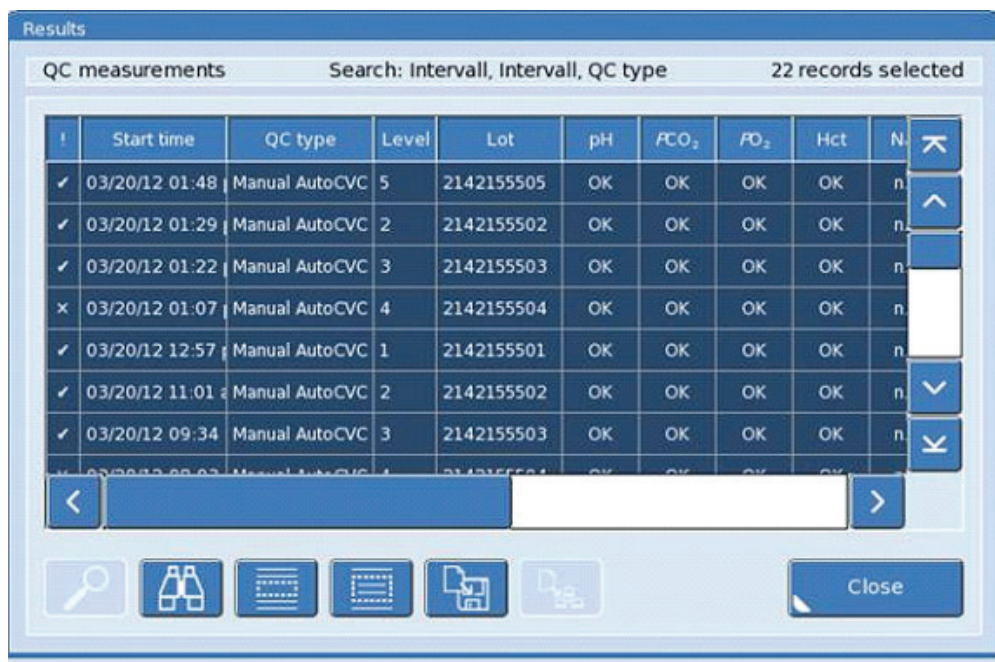 Results
QC measurements Search: Intervall, Intervall, QC type 22 records selected
! Start time QC type Level Lot pH PCO₂ PO₂ Hct N
✓ 03/20/12 01:48 Manual AutoCVC 5 2142155505 OK OK OK OK n
✓ 03/20/12 01:29 Manual AutoCVC 2 2142155502 OK OK OK OK n
✓ 03/20/12 01:22 Manual AutoCVC 3 2142155503 OK OK OK OK n
× 03/20/12 01:07 Manual AutoCVC 4 2142155504 OK OK OK OK n
✓ 03/20/12 12:57 Manual AutoCVC 1 2142155501 OK OK OK OK n
✓ 03/20/12 11:01 a Manual AutoCVC 2 2142155502 OK OK OK OK n
✓ 03/20/12 09:34 Manual AutoCVC 3 2142155503 OK OK OK OK n
Close